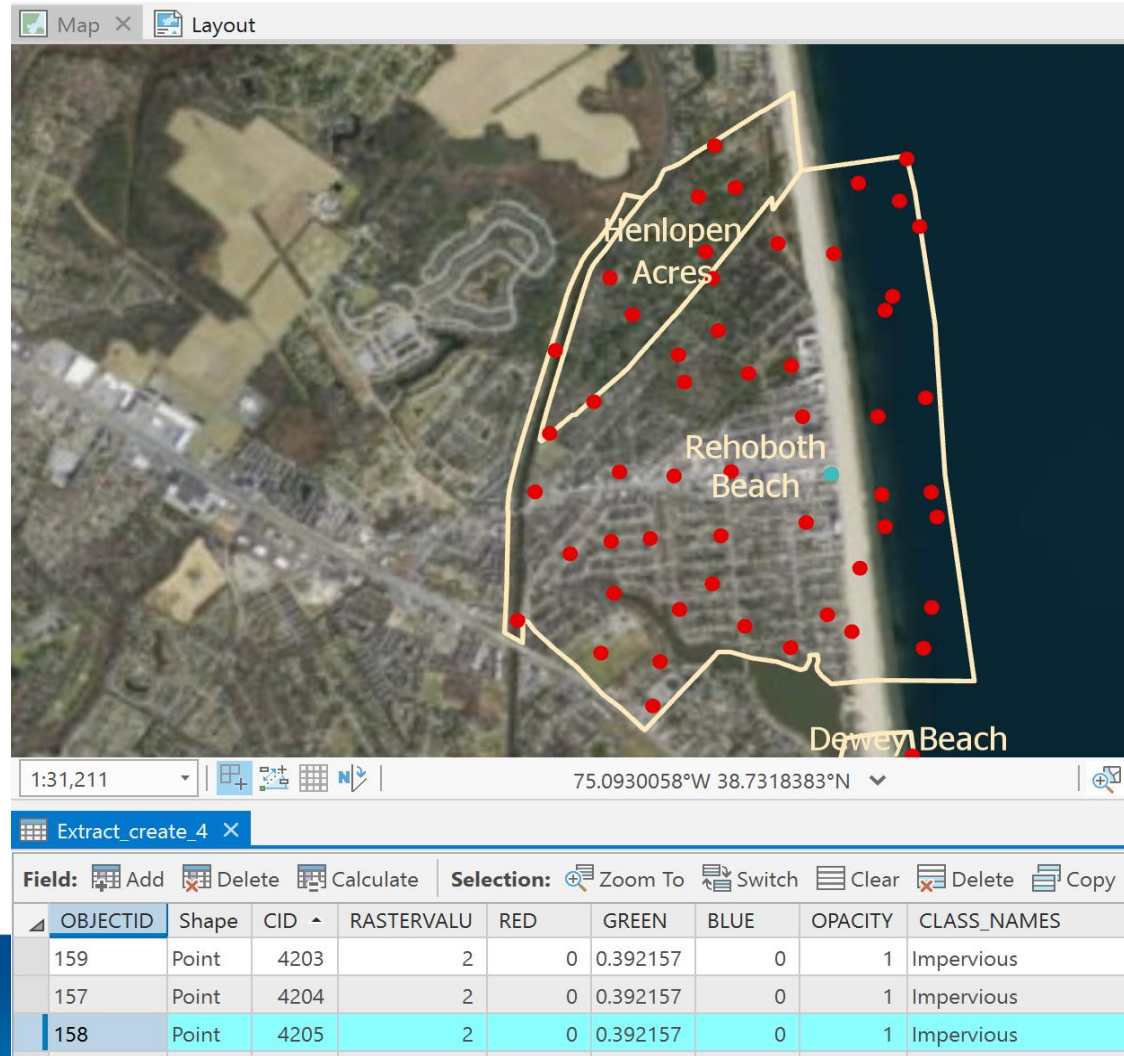 Map
Layout
Henlopen
Acres
Rehoboth
Beach
Dewey Beach
1:31,211
N
75.0930058°W 38.7318383°N
Extract_create_4
Field: Add Delete Calculate Selection: Zoom To Switch Clear Delete Copy
OBJECTID Shape CID RASTERVALU RED GREEN BLUE OPACITY CLASS_NAMES
159 Point 4203 2 0 0.392157 0 1 Impervious
157 Point 4204 2 0 0.392157 0 1 Impervious
158 Point 4205 2 0 0.392157 0 1 Impervious